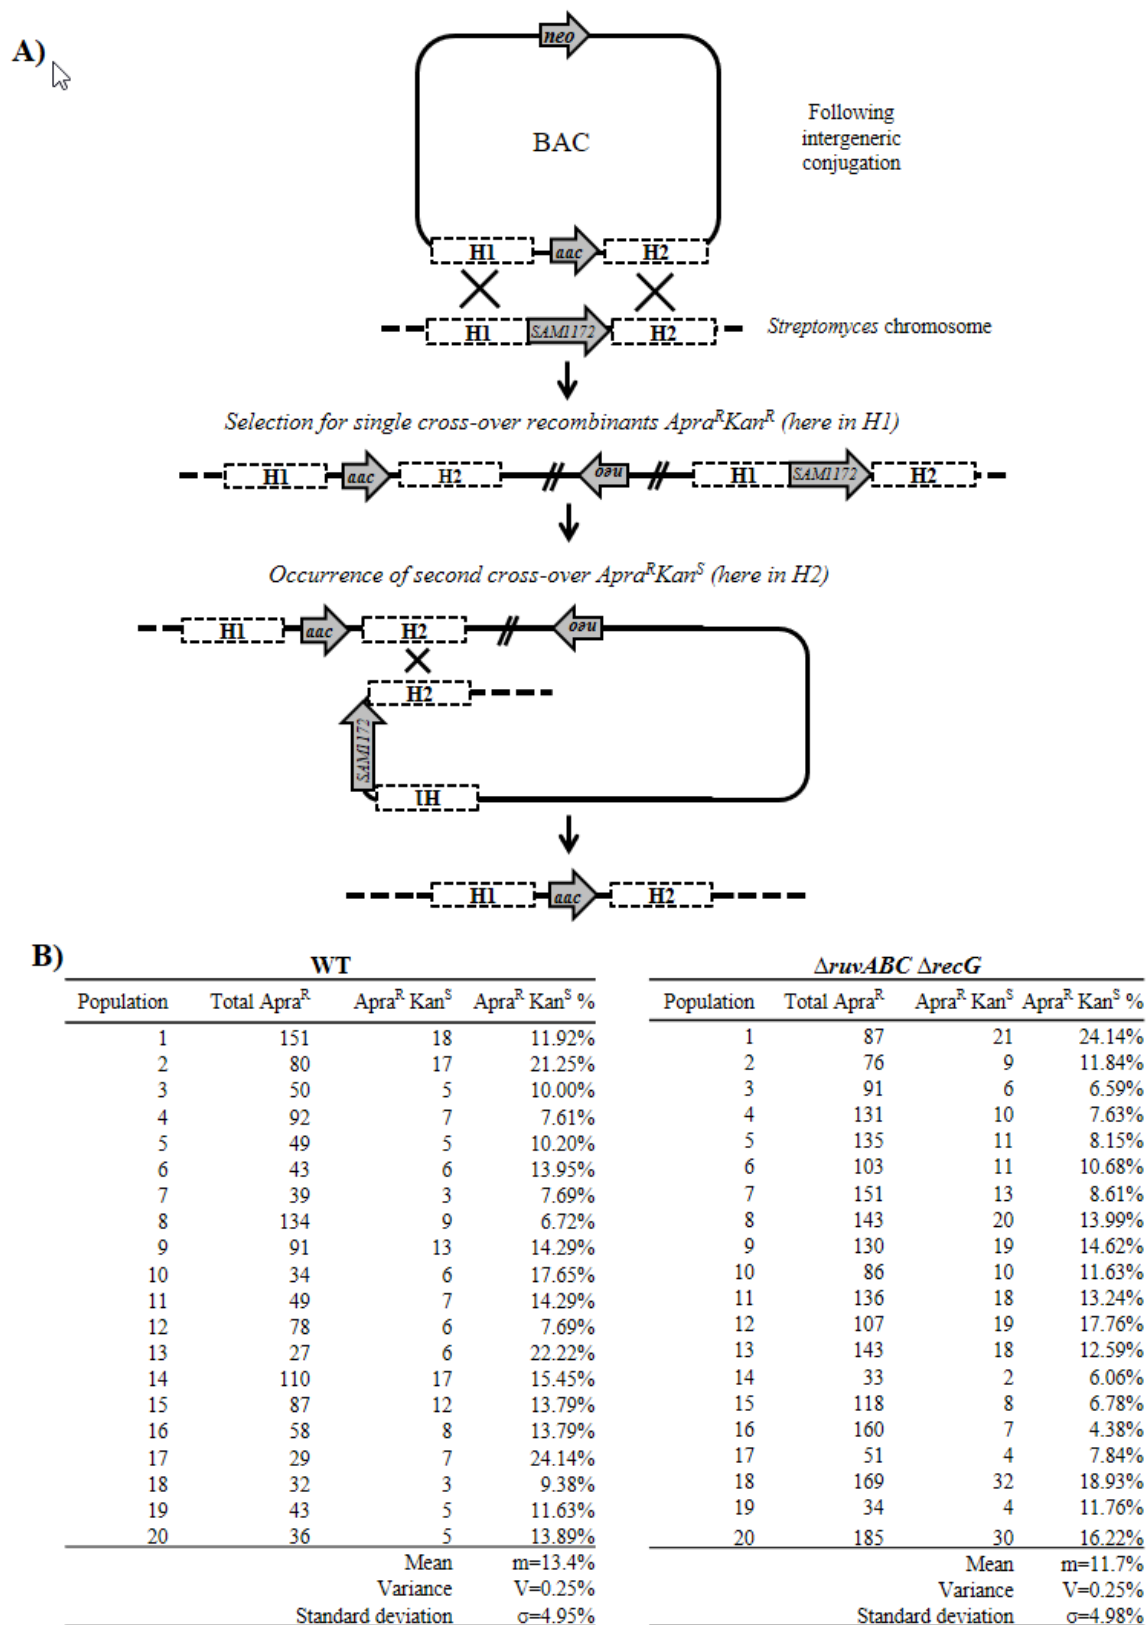 A)
neo
BAC
Following
intergeneric
conjugation
H1 aac H2
H1 SAM1172 H2 Streptomyces chromosome
Selection for single cross-over recombinants Apra^R Kan^R (here in H1)
H1 aac H2 neo H1 SAM1172 H2
Occurrence of second cross-over Apra^R Kan^S (here in H2)
H1 aac H2 neo
H2
SAM1172
H1
H1 aac H2
B)
WT
Population Total Apra^R Apra^R Kan^S Apra^R Kan^S %
1 151 18 11.92%
2 80 17 21.25%
3 50 5 10.00%
4 92 7 7.61%
5 49 5 10.20%
6 43 6 13.95%
7 39 3 7.69%
8 134 9 6.72%
9 91 13 14.29%
10 34 6 17.65%
11 49 7 14.29%
12 78 6 7.69%
13 27 6 22.22%
14 110 17 15.45%
15 87 12 13.79%
16 58 8 13.79%
17 29 7 24.14%
18 32 3 9.38%
19 43 5 11.63%
20 36 5 13.89%
Mean m=13.4%
Variance V=0.25%
Standard deviation σ=4.95%
ΔruvABC ΔrecG
Population Total Apra^R Apra^R Kan^S Apra^R Kan^S %
1 87 21 24.14%
2 76 9 11.84%
3 91 6 6.59%
4 131 10 7.63%
5 135 11 8.15%
6 103 11 10.68%
7 151 13 8.61%
8 143 20 13.99%
9 130 19 14.62%
10 86 10 11.63%
11 136 18 13.24%
12 107 19 17.76%
13 143 18 12.59%
14 33 2 6.06%
15 118 8 6.78%
16 160 7 4.38%
17 51 4 7.84%
18 169 32 18.93%
19 34 4 11.76%
20 185 30 16.22%
Mean m=11.7%
Variance V=0.25%
Standard deviation σ=4.98%